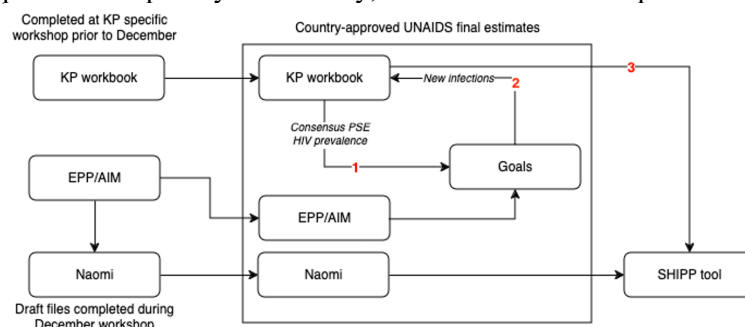 Completed at KP specific
workshop prior to December
Country-approved UNAIDS final estimates
KP workbook
KP workbook
New infections
2
3
Consensus PSE
HIV prevalence
1
Goals
EPP/AIM
EPP/AIM
Naomi
Naomi
SHIPP tool
Draft files completed during
December workshop